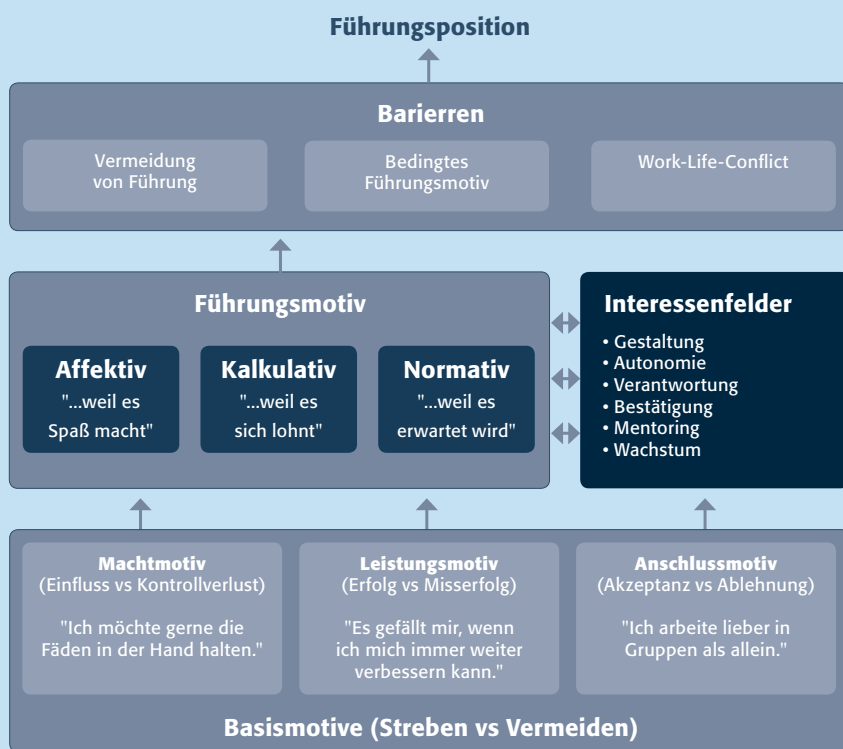 Führungsposition
Barierren
Vermeidung
von Führung
Bedingtes
Führungsmotiv
Work-Life-Conflict
Führungsmotiv
Affektiv
"...weil es
Spaß macht"
Kalkulativ
"...weil es
sich lohnt"
Normativ
"...weil es
erwartet wird"
Interessenfelder
• Gestaltung
• Autonomie
• Verantwortung
• Bestätigung
• Mentoring
• Wachstum
Machtmotiv
(Einfluss vs Kontrollverlust)
"Ich möchte gerne die
Fäden in der Hand halten."
Leistungsmotiv
(Erfolg vs Misserfolg)
"Es gefällt mir, wenn
ich mich immer weiter
verbessern kann."
Anschlussmotiv
(Akzeptanz vs Ablehnung)
"Ich arbeite lieber in
Gruppen als allein."
Basismotive (Streben vs Vermeiden)